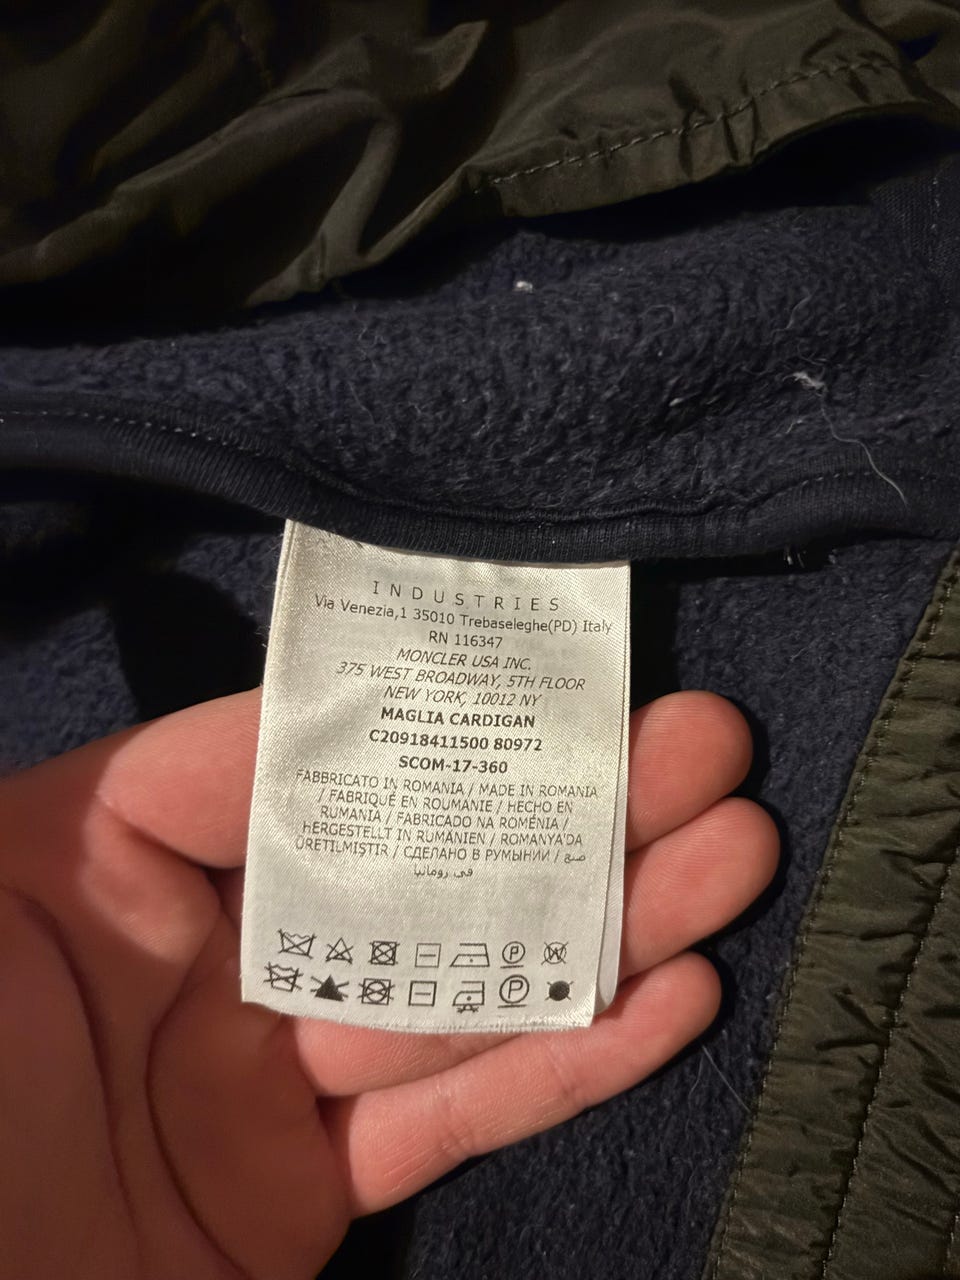 INDUSTRIES
Via Venezia,1 35010 Trebaseleghe(PD) Italy
RN 116347
MONCLER USA INC.
375 WEST BROADWAY, 5TH FLOOR
NEW YORK, 10012 NY
MAGLIA CARDIGAN
C20918411500 80972
SCOM-17-360
FABBRICATO IN ROMANIA / MADE IN ROMANIA
/ FABRIQUÉ EN ROUMANIE / HECHO EN
RUMANIA / FABRICADO NA ROMÉNIA /
HERGESTELLT IN RUMÄNIEN / ROMANYA'DA
ÜRETILMIŞTIR / СДЕЛАНО В РУМЫНИИ / صنع
في رومانيا
P W
P